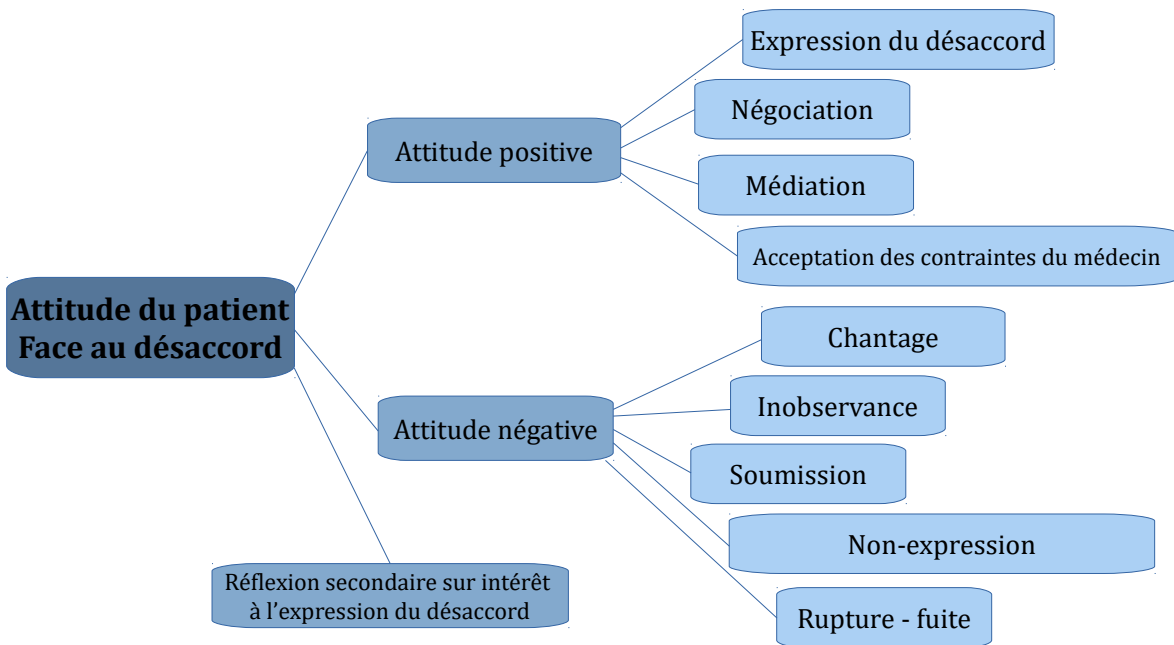 Attitude du patient
Face au désaccord
Attitude positive
Expression du désaccord
Négociation
Médiation
Acceptation des contraintes du médecin
Attitude négative
Chantage
Inobservance
Soumission
Non-expression
Rupture - fuite
Réflexion secondaire sur intérêt
à l’expression du désaccord